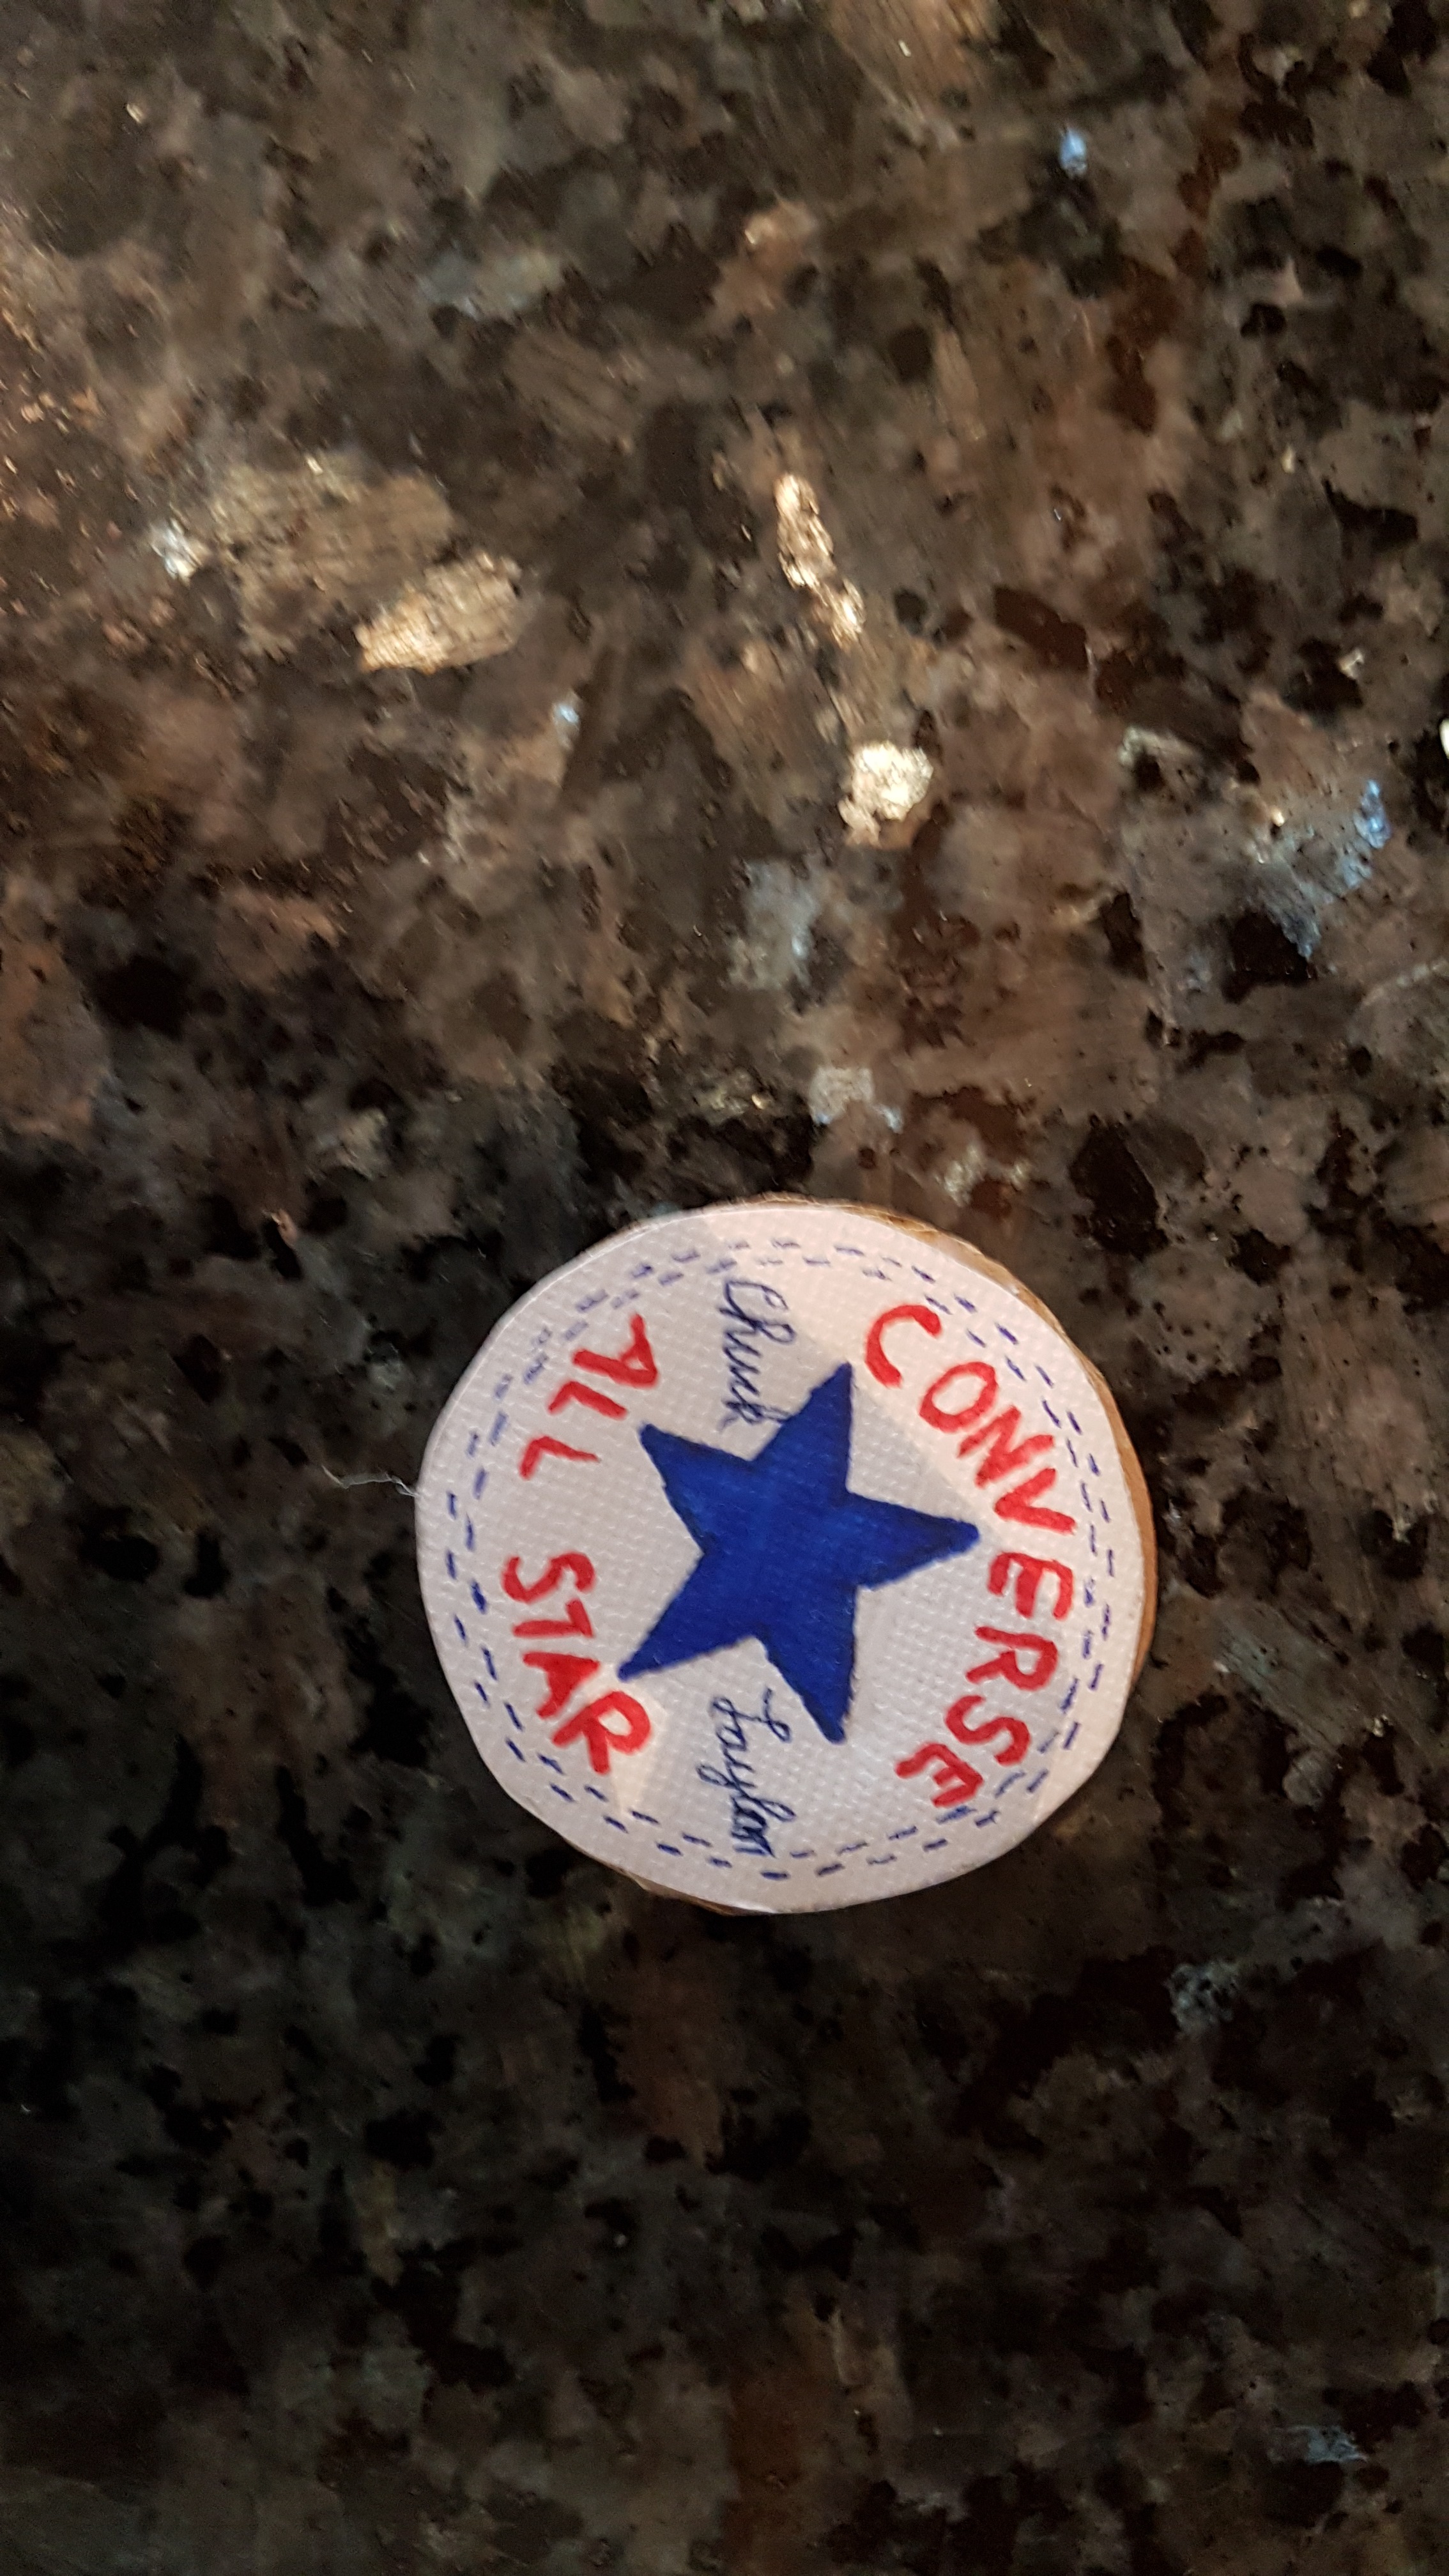 CONVERSE
Chuck Taylor
ALL STAR